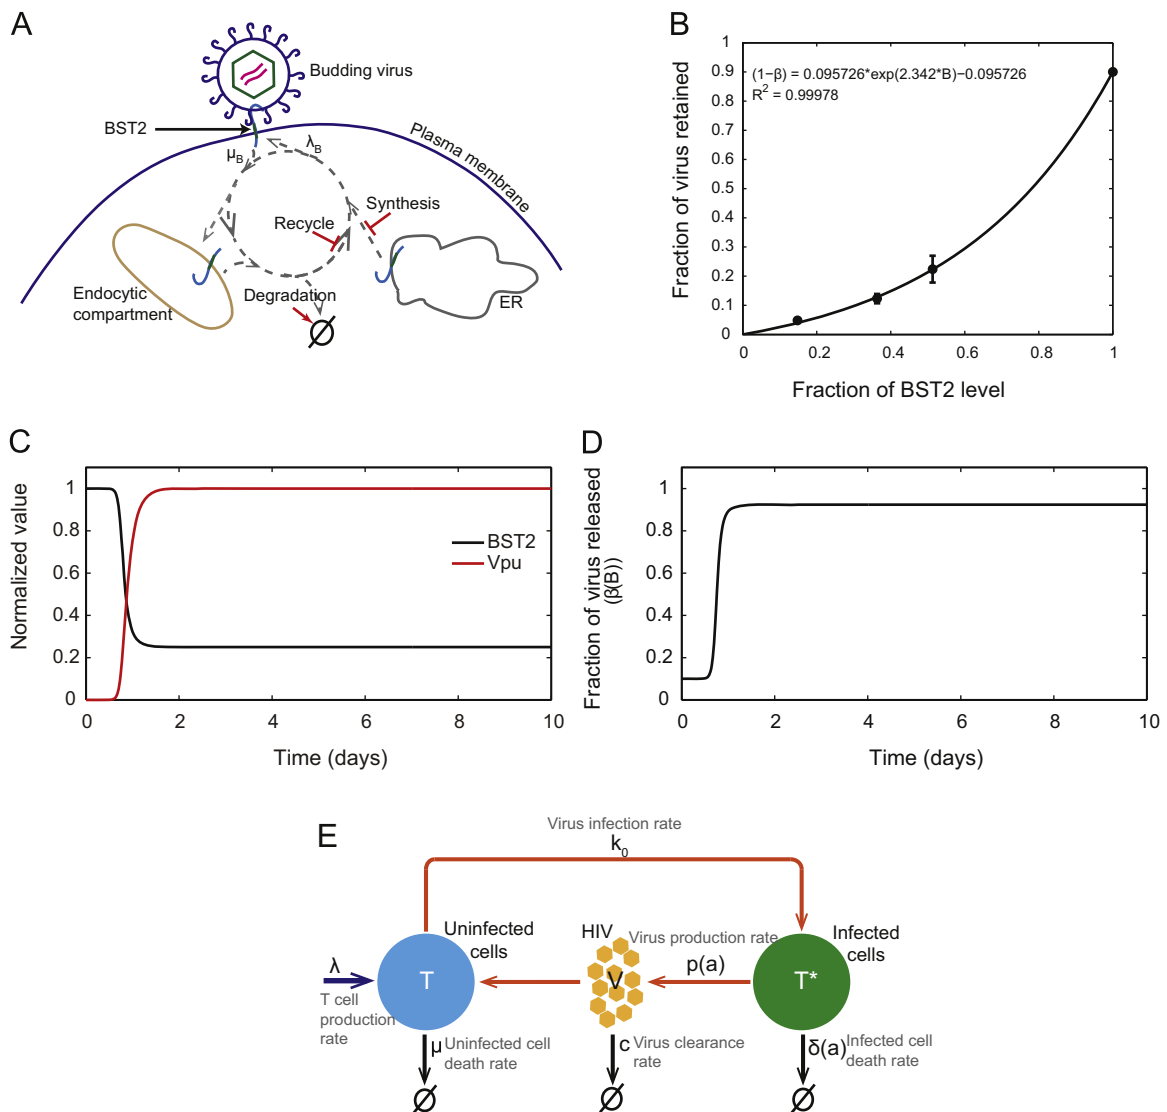 A
Budding virus
BST2
Plasma membrane
μB
λB
Synthesis
Recycle
Endocytic
compartment
Degradation
ER
B
Fraction of virus retained
1
0.9
0.8
0.7
0.6
0.5
0.4
0.3
0.2
0.1
0
(1−β) = 0.095726*exp(2.342*B)−0.095726
R² = 0.99978
0 0.2 0.4 0.6 0.8 1
Fraction of BST2 level
C
Normalized value
1
0.8
0.6
0.4
0.2
0
BST2
Vpu
0 2 4 6 8 10
Time (days)
D
Fraction of virus released
(β(B))
1
0.8
0.6
0.4
0.2
0
0 2 4 6 8 10
Time (days)
E
Virus infection rate
k₀
Uninfected
cells
HIV
Virus production rate
Infected
cells
λ
T
V
p(a)
T*
T cell
production
rate
μ Uninfected cell
death rate
c Virus clearance
rate
δ(a) Infected cell
death rate